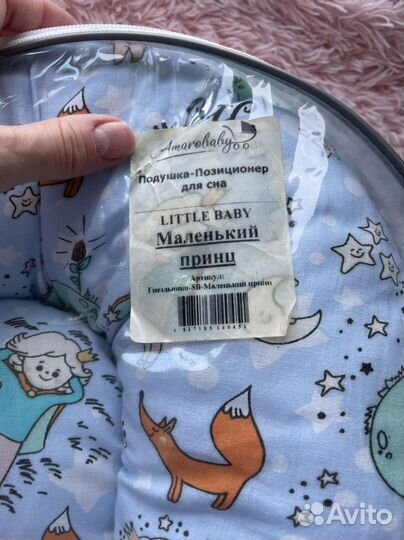 Amarobaby
Подушка-Позиционер
для сна
LITTLE BABY
Маленький
принц
Артикул:
Гнездышко-SB-Маленький принц
Avito